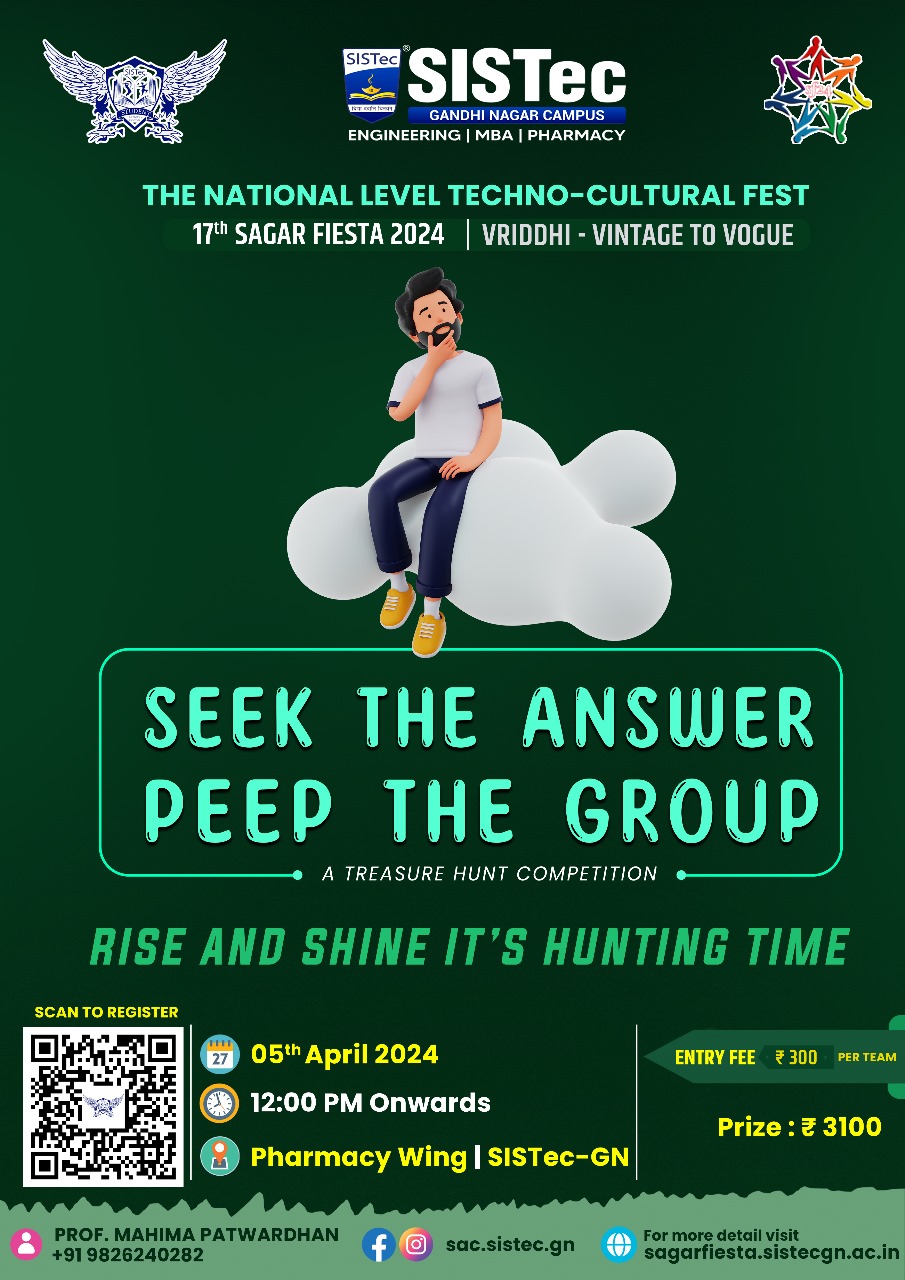 SISTec
SISTec ®
GANDHI NAGAR CAMPUS
ENGINEERING | MBA | PHARMACY
THE NATIONAL LEVEL TECHNO-CULTURAL FEST
17th SAGAR FIESTA 2024 | VRIDDHI - VINTAGE TO VOGUE
SEEK THE ANSWER
PEEP THE GROUP
A TREASURE HUNT COMPETITION
RISE AND SHINE IT'S HUNTING TIME
SCAN TO REGISTER
27
05th April 2024
12:00 PM Onwards
Pharmacy Wing | SISTec-GN
ENTRY FEE ₹ 300 PER TEAM
Prize : ₹ 3100
PROF. MAHIMA PATWARDHAN
+91 9826240282
sac.sistec.gn
For more detail visit
sagarfiesta.sistecgn.ac.in